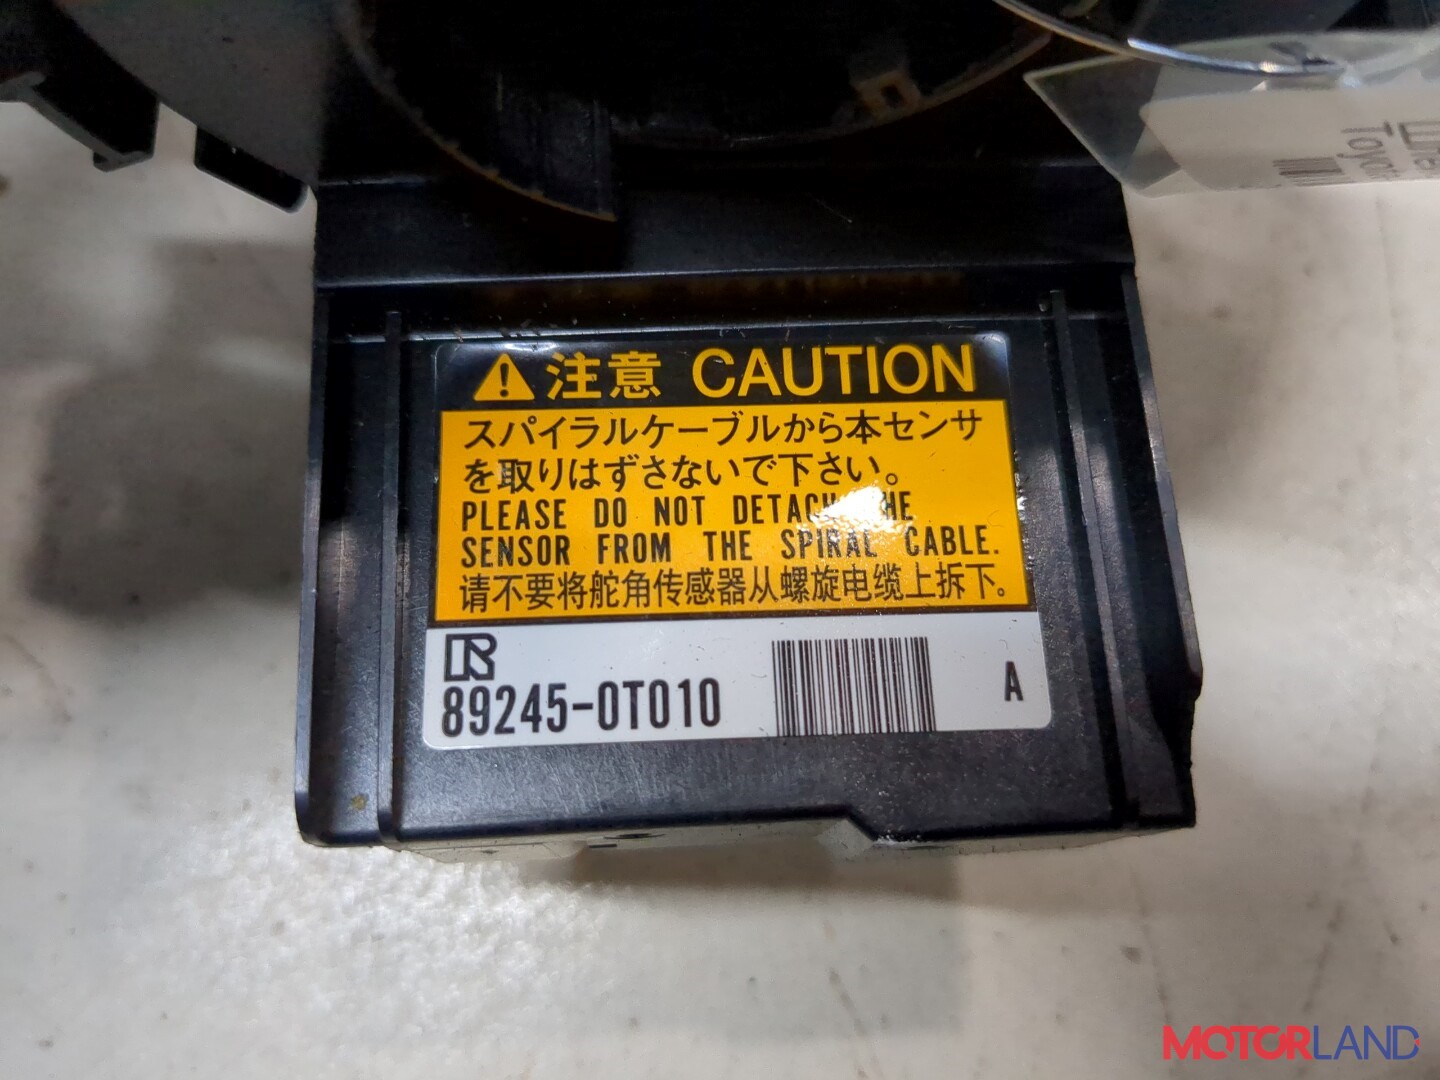 注意 CAUTION
スパイラルケーブルから本センサ
を取りはずさないで下さい。
PLEASE DO NOT DETACH THE
SENSOR FROM THE SPIRAL CABLE.
请不要将舵角传感器从螺旋电缆上拆下。
R
89245-0T010
A
MOTORLAND